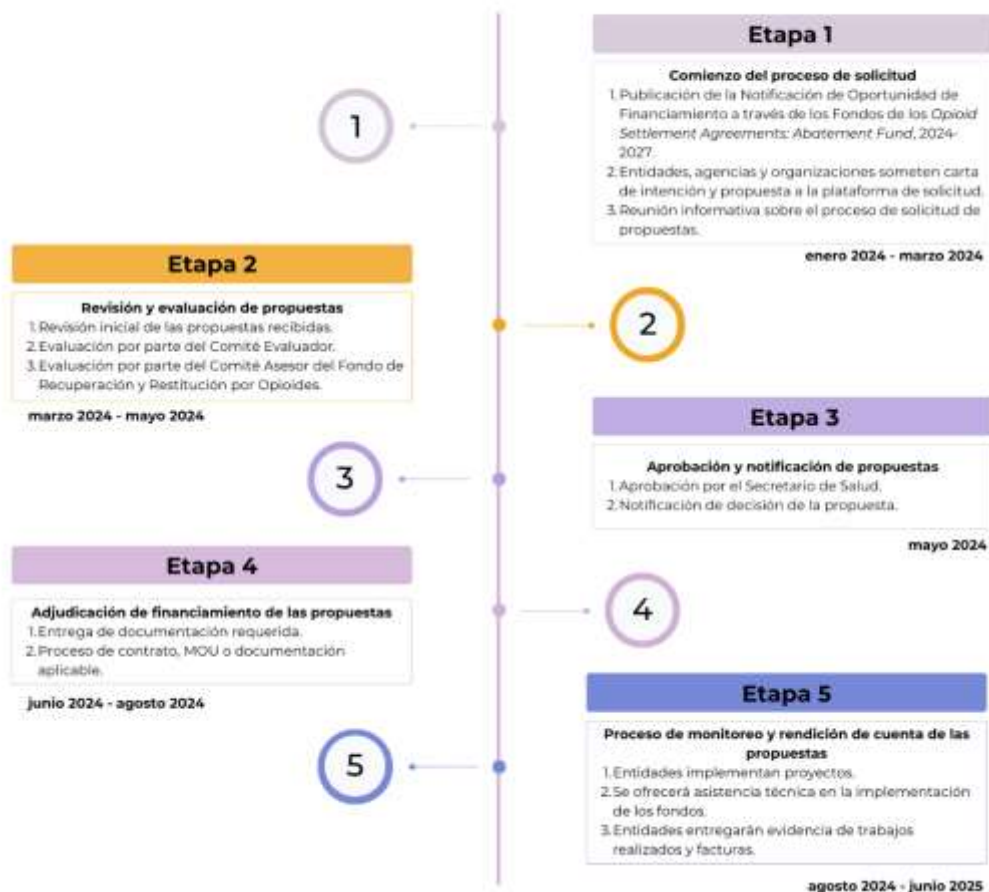 Etapa 1
Comienzo del proceso de solicitud
1. Publicación de la Notificación de Oportunidad de
Financiamiento a través de los Fondos de los Opioid
Settlement Agreements: Abatement Fund, 2024-
2027.
2. Entidades, agencias y organizaciones someten carta
de intención y propuesta a la plataforma de solicitud.
3. Reunión informativa sobre el proceso de solicitud de
propuestas.
enero 2024 - marzo 2024
1
Etapa 2
Revisión y evaluación de propuestas
1. Revisión inicial de las propuestas recibidas.
2. Evaluación por parte del Comité Evaluador.
3. Evaluación por parte del Comité Asesor del Fondo de
Recuperación y Restitución por Opioides.
marzo 2024 - mayo 2024
2
Etapa 3
Aprobación y notificación de propuestas
1. Aprobación por el Secretario de Salud.
2. Notificación de decisión de la propuesta.
mayo 2024
3
Etapa 4
Adjudicación de financiamiento de las propuestas
1. Entrega de documentación requerida.
2. Proceso de contrato, MOU o documentación
aplicable.
junio 2024 - agosto 2024
4
Etapa 5
Proceso de monitoreo y rendición de cuenta de las
propuestas
1. Entidades implementan proyectos.
2. Se ofrecerá asistencia técnica en la implementación
de los fondos.
3. Entidades entregarán evidencia de trabajos
realizados y facturas.
agosto 2024 - junio 2025
5